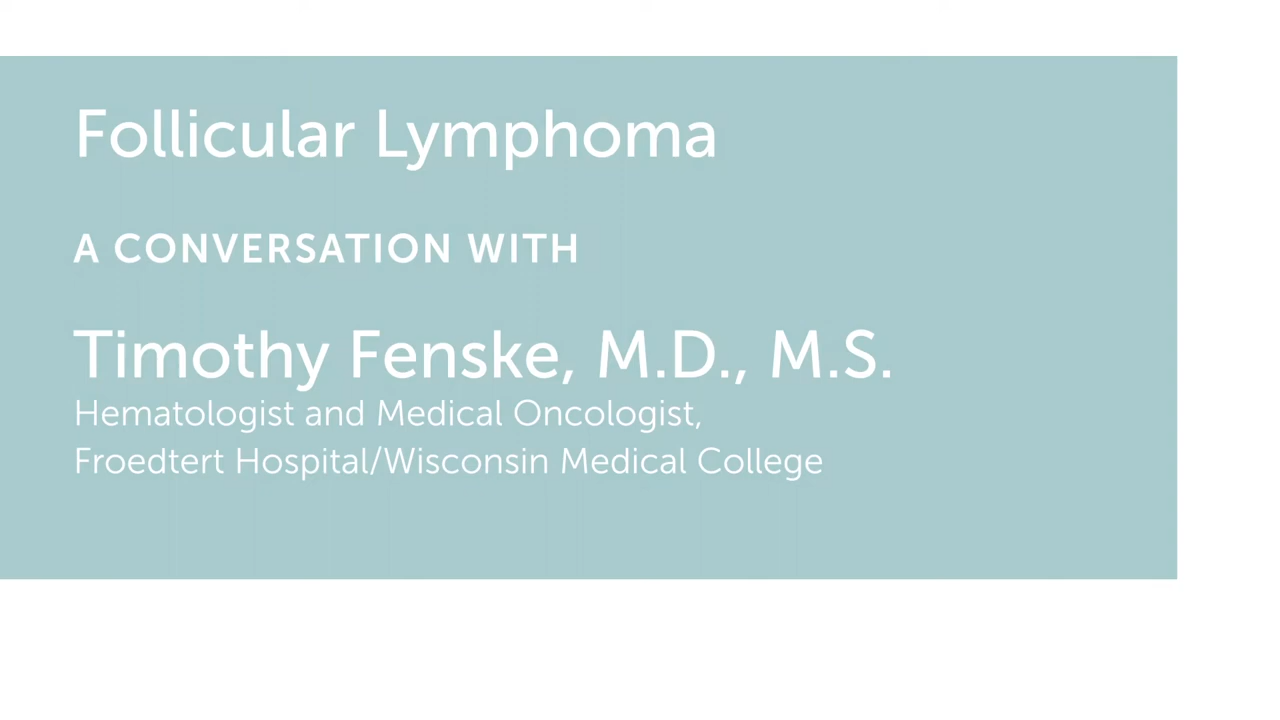 Follicular Lymphoma
A CONVERSATION WITH
Timothy Fenske, M.D., M.S.
Hematologist and Medical Oncologist,
Froedtert Hospital/Wisconsin Medical College